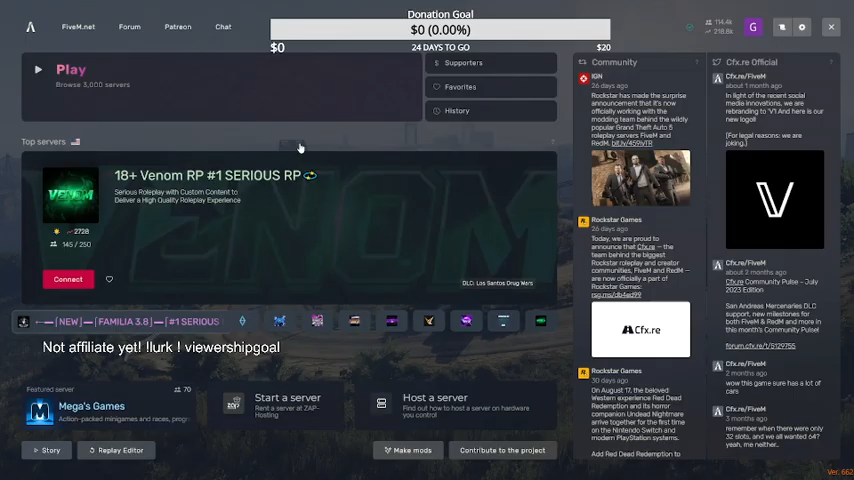 Donation Goal
$0 (0.00%)
$0
24 DAYS TO GO
$20
FiveM.net
Forum
Patreon
Chat
114.4k
218.8k
G
Play
Browse 3,000 servers
Supporters
Favorites
History
Top servers
18+ Venom RP #1 SERIOUS RP
Serious Roleplay with Custom Content to
Deliver a High Quality Roleplay Experience
VENOM
2728
145 / 250
Connect
DLC: Los Santos Drug Wars
[NEW] – [FAMILIA 3.8] – [#1 SERIOUS
Not affiliate yet! !lurk ! viewershipgoal
Featured server
70
Mega's Games
Action-packed minigames and races, progr
Start a server
Rent a server at ZAP-
Hosting
Host a server
Find out how to host a server on hardware
you control
Story
Replay Editor
Make mods
Contribute to the project
Community
IGN
26 days ago
Rockstar has made the surprise
announcement that it's now
officially working with the
modding team behind the wildly
popular Grand Theft Auto 5
roleplay servers FiveM and
RedM. bit.ly/459lVTR
Rockstar Games
26 days ago
Today, we are proud to
announce that Cfx.re — the
team behind the biggest
Rockstar roleplay and creator
communities, FiveM and RedM —
are now officially a part of
Rockstar Games:
rsg.ms/db4ad99
Cfx.re
Rockstar Games
30 days ago
On August 17, the beloved
Western experience Red Dead
Redemption and its horror
companion Undead Nightmare
arrive together for the first time
on the Nintendo Switch and
modern PlayStation systems.
Add Red Dead Redemption to
Cfx.re Official
Cfx.re/FiveM
about 1 month ago
In light of the recent social
media innovations, we are
rebranding to 'V'! And here is our
new logo!!
(For legal reasons: we are
joking.)
Cfx.re/FiveM
about 2 months ago
Cfx.re Community Pulse – July
2023 Edition
San Andreas Mercenaries DLC
support, new milestones for
both FiveM & RedM and more in
this month's Community Pulse!
forum.cfx.re/t/5129755
Cfx.re/FiveM
2 months ago
wow this game sure has a lot of
cars
Cfx.re/FiveM
3 months ago
remember when there were only
32 slots, and we all wanted 64?
yeah, me neither..
Ver. 662